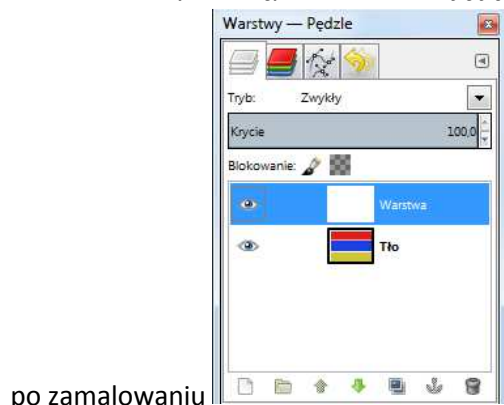 Warstwy — Pędzle
Tryb: Zwykły
Krycie 100,0
Blokowanie:
Warstwa
Tło
po zamalowaniu